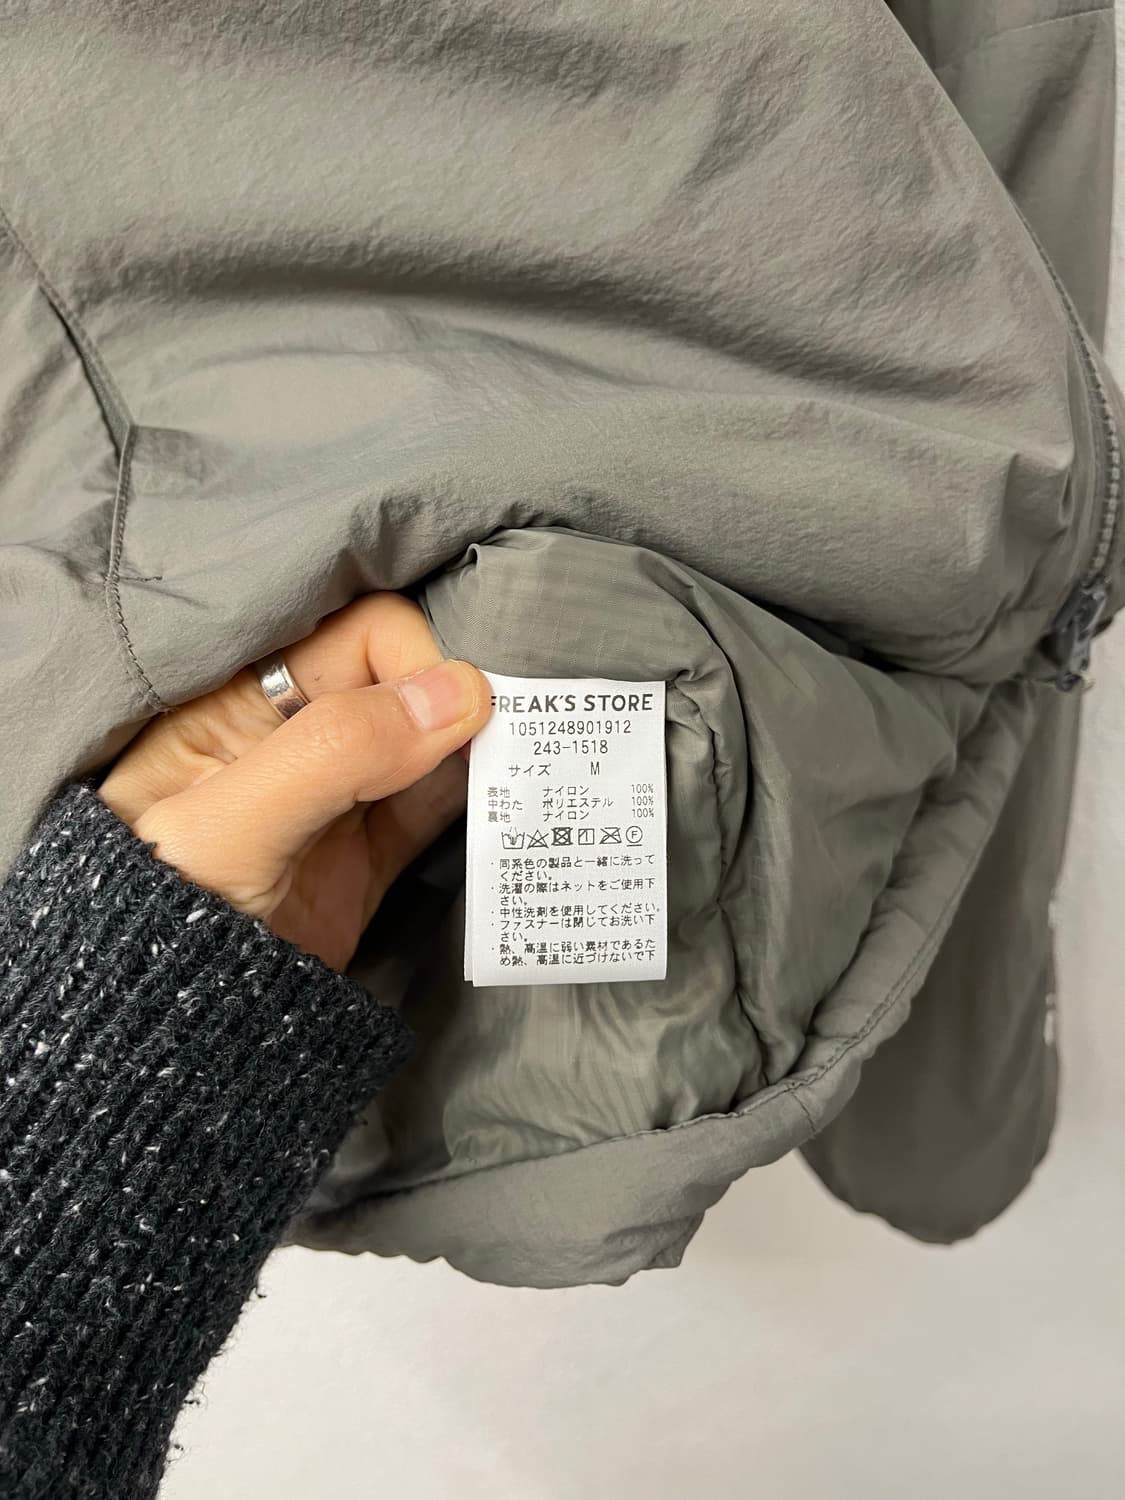 FREAK'S STORE
1051248901912
243-1518
サイズ M
表地 ナイロン 100%
中わた ポリエステル 100%
裏地 ナイロン 100%
F
・同系色の製品と一緒に洗って
ください。
・洗濯の際はネットをご使用下
さい。
・中性洗剤を使用してください。
・ファスナーは閉じてお洗い下
さい。
・熱、高温に弱い素材であるた
め熱、高温に近づけないで下